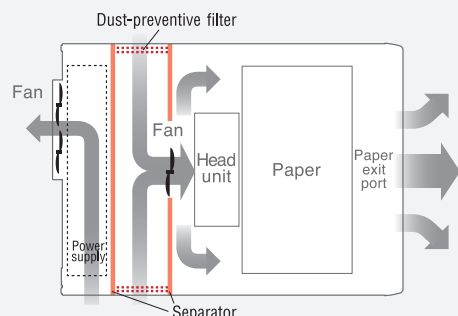 Dust-preventive filter
Fan
Fan
Head
unit
Paper
Paper
exit
port
Power
supply
Separator